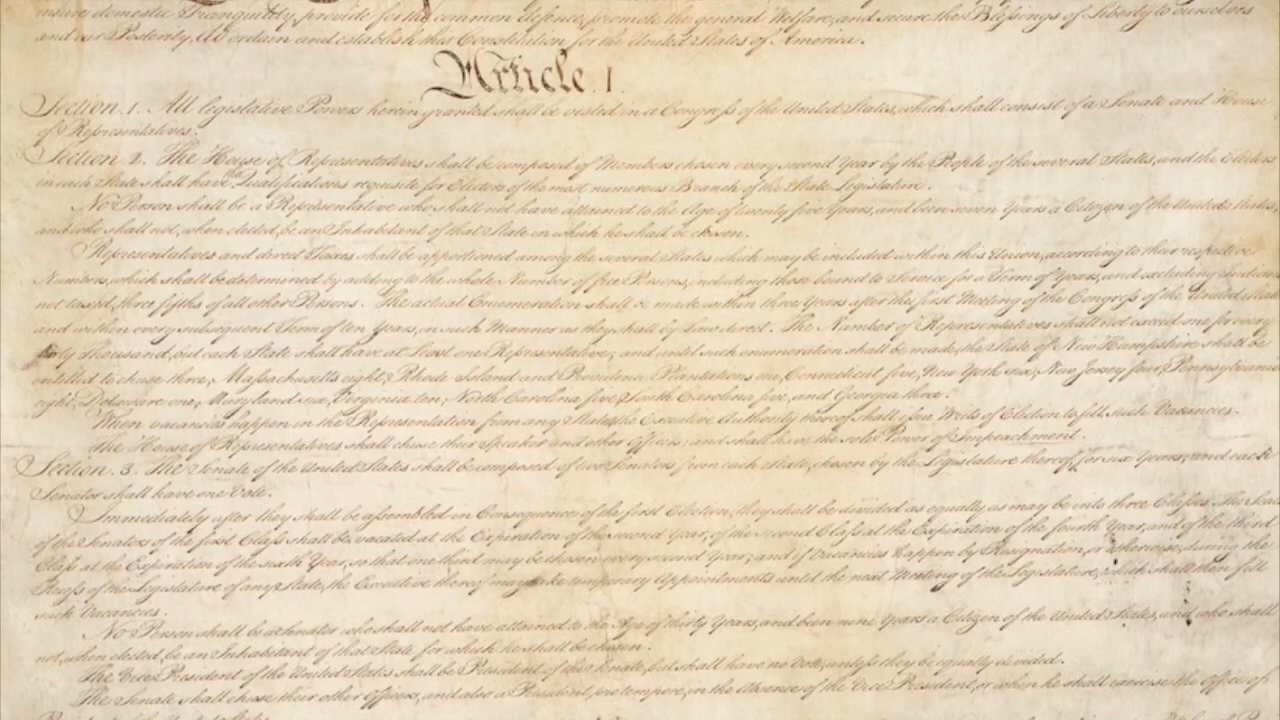 insure domestic Tranquility, provide for the common defence, promote the general Welfare, and secure the Blessings of Liberty to ourselves
and our Posterity, do ordain and establish this Constitution for the United States of America.
Article. I.
Section. 1. All legislative Powers herein granted shall be vested in a Congress of the United States, which shall consist of a Senate and House
of Representatives.
Section. 2. The House of Representatives shall be composed of Members chosen every second Year by the People of the several States, and the Electors
in each State shall have the Qualifications requisite for Electors of the most numerous Branch of the State Legislature.
No Person shall be a Representative who shall not have attained to the Age of twenty five Years, and been seven Years a Citizen of the United States,
and who shall not, when elected, be an Inhabitant of that State in which he shall be chosen.
Representatives and direct Taxes shall be apportioned among the several States which may be included within this Union, according to their respective
Numbers, which shall be determined by adding to the whole Number of free Persons, including those bound to Service for a Term of Years, and excluding Indians
not taxed, three fifths of all other Persons. The actual Enumeration shall be made within three Years after the first Meeting of the Congress of the United States,
and within every subsequent Term of ten Years, in such Manner as they shall by Law direct. The Number of Representatives shall not exceed one for every
thirty Thousand, but each State shall have at Least one Representative; and until such enumeration shall be made, the State of New Hampshire shall be
entitled to chuse three, Massachusetts eight, Rhode Island and Providence Plantations one, Connecticut five, New York six, New Jersey four, Pennsylvania
eight, Delaware one, Maryland six, Virginia ten, North Carolina five, South Carolina five, and Georgia three.
When vacancies happen in the Representation from any State, the Executive Authority thereof shall issue Writs of Election to fill such Vacancies.
The House of Representatives shall chuse their Speaker and other Officers; and shall have the sole Power of Impeachment.
Section. 3. The Senate of the United States shall be composed of two Senators from each State, chosen by the Legislature thereof, for six Years; and each
Senator shall have one Vote.
Immediately after they shall be assembled in Consequence of the first Election, they shall be divided as equally as may be into three Classes. The Seats
of the Senators of the first Class shall be vacated at the Expiration of the second Year, of the second Class at the Expiration of the fourth Year, and of the third
Class at the Expiration of the sixth Year, so that one third may be chosen every second Year; and if Vacancies happen by Resignation, or otherwise, during the
Recess of the Legislature of any State, the Executive thereof may make temporary Appointments until the next Meeting of the Legislature, which shall then fill
such Vacancies.
No Person shall be a Senator who shall not have attained to the Age of thirty Years, and been nine Years a Citizen of the United States, and who shall
not, when elected, be an Inhabitant of that State for which he shall be chosen.
The Vice President of the United States shall be President of the Senate, but shall have no Vote, unless they be equally divided.
The Senate shall chuse their other Officers, and also a President pro tempore, in the Absence of the Vice President, or when he shall exercise the Office of